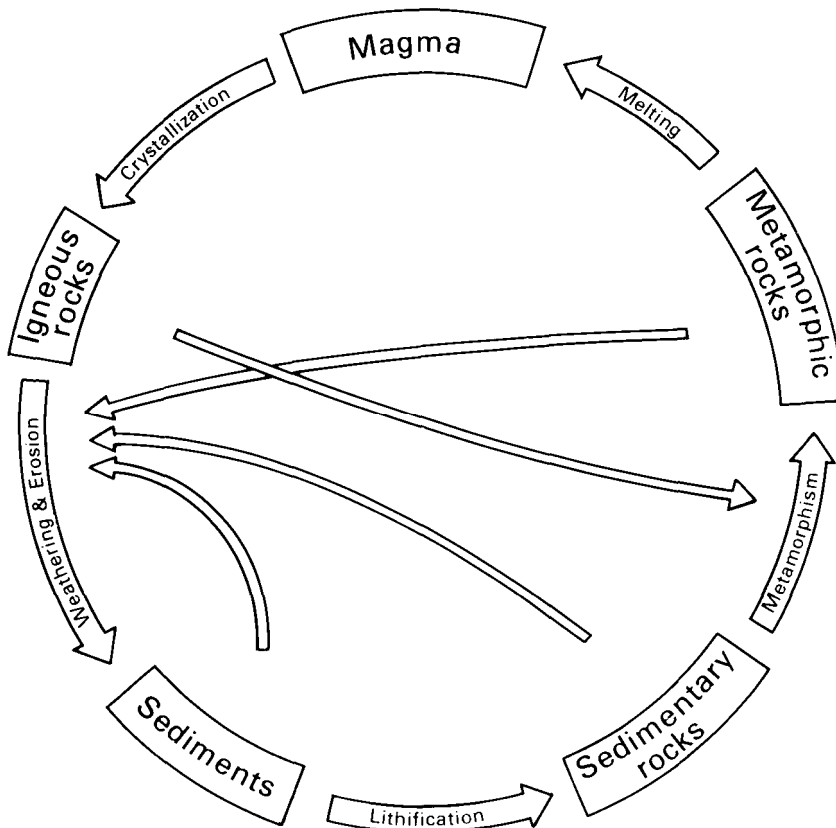 Magma
Crystallization
Melting
Igneous
rocks
Metamorphic
rocks
Weathering & Erosion
Metamorphism
Sediments
Sedimentary
rocks
Lithification